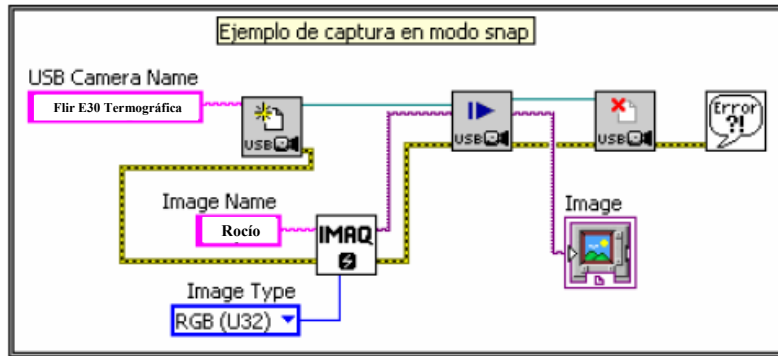 Ejemplo de captura en modo snap
USB Camera Name
Flir E30 Termográfica
USB
USB
USB
Error
?!
Image Name
Rocío
IMAQ
Image
Image Type
RGB (U32)